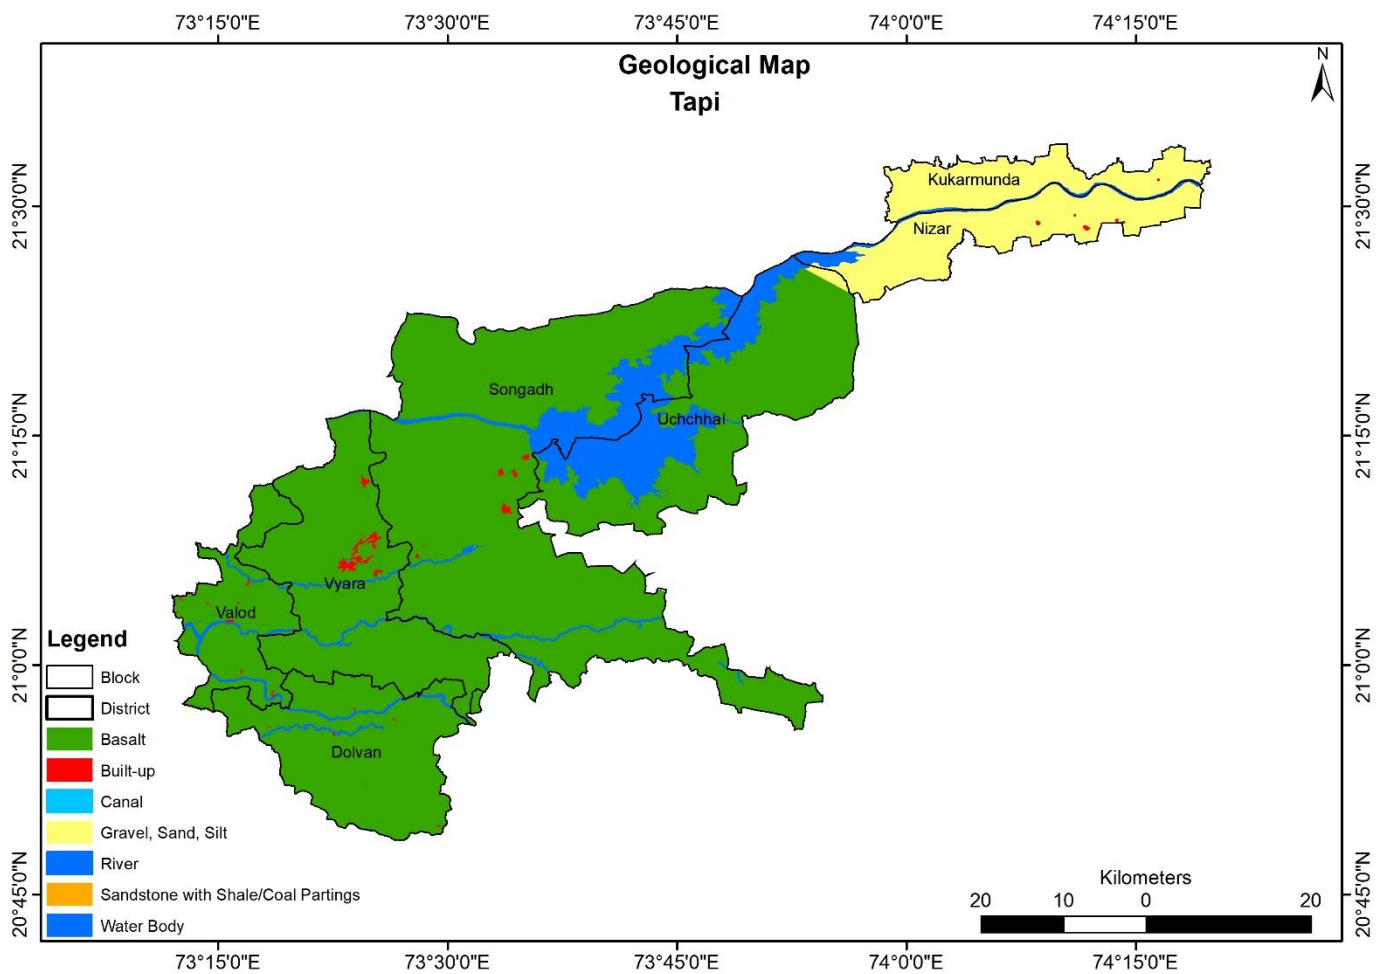 73°15'0"E
73°30'0"E
73°45'0"E
74°00'0"E
74°15'0"E
Geological Map
Tapi
N
21°30'0"N
21°30'0"N
Kukarmunda
Nizar
Songadh
Uchchhal
21°15'0"N
21°15'0"N
Vyara
Valod
21°0'0"N
21°0'0"N
Dolvan
Legend
Block
District
Basalt
Built-up
Canal
Gravel, Sand, Silt
River
Sandstone with Shale/Coal Partings
Water Body
Kilometers
20 10 0 20
20°45'0"N
20°45'0"N
73°15'0"E
73°30'0"E
73°45'0"E
74°00'0"E
74°15'0"E